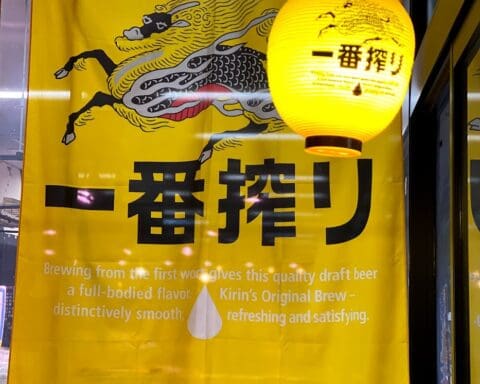 一番搾り
一番搾り
Brewing from the first wort gives this quality draft beer
a full-bodied flavor. Kirin's Original Brew –
distinctively smooth, refreshing and satisfying.